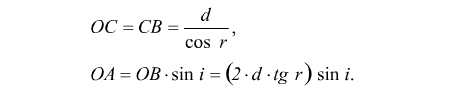 OC = CB = d / cos r ,
OA = OB · sin i = (2 · d · tg r) sin i.